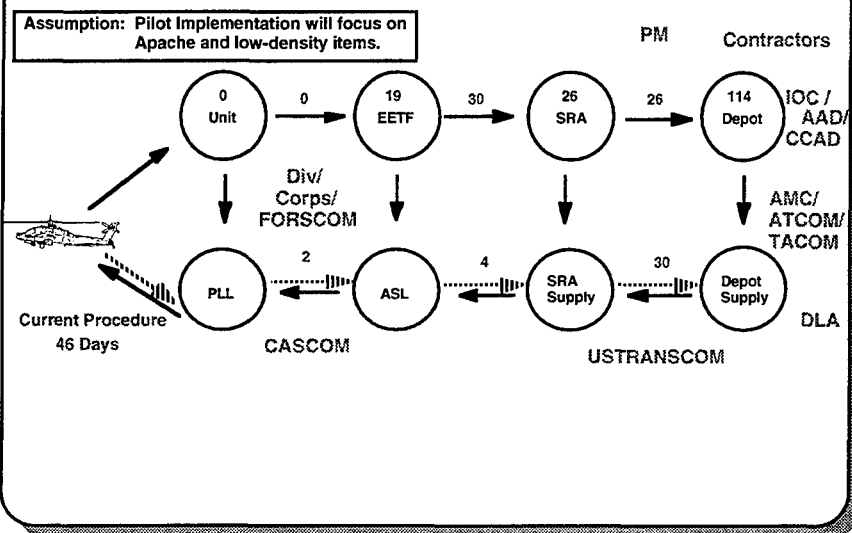 Assumption: Pilot Implementation will focus on
Apache and low-density items.
PM
Contractors
0
Unit
0
19
EETF
30
26
SRA
26
114
Depot
IOC /
AAD/
CCAD
Div/
Corps/
FORSCOM
AMC/
ATCOM/
TACOM
PLL
2
ASL
4
SRA
Supply
30
Depot
Supply
DLA
Current Procedure
46 Days
CASCOM
USTRANSCOM